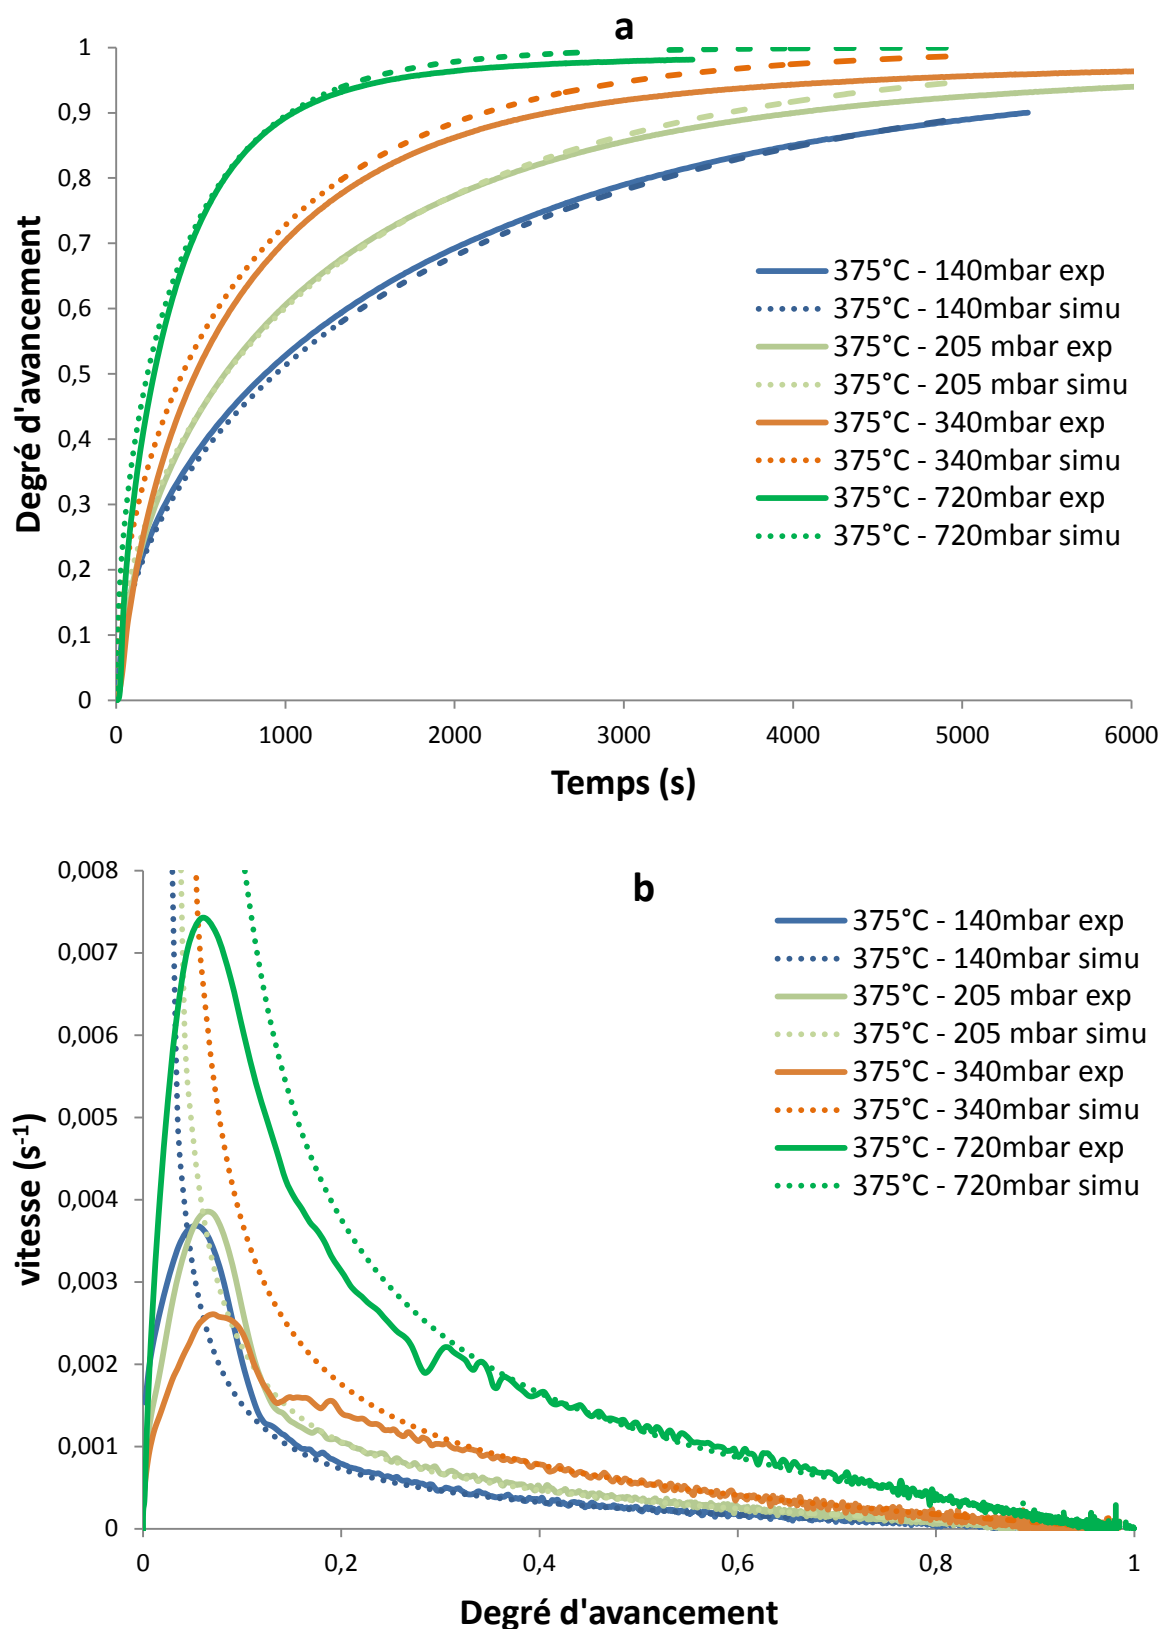 a
1
0,9
0,8
0,7
0,6
0,5
0,4
0,3
0,2
0,1
0
Degré d'avancement
375°C - 140mbar exp
375°C - 140mbar simu
375°C - 205 mbar exp
375°C - 205 mbar simu
375°C - 340mbar exp
375°C - 340mbar simu
375°C - 720mbar exp
375°C - 720mbar simu
0 1000 2000 3000 4000 5000 6000
Temps (s)
b
0,008
0,007
0,006
0,005
0,004
0,003
0,002
0,001
0
vitesse (s⁻¹)
375°C - 140mbar exp
375°C - 140mbar simu
375°C - 205 mbar exp
375°C - 205 mbar simu
375°C - 340mbar exp
375°C - 340mbar simu
375°C - 720mbar exp
375°C - 720mbar simu
0 0,2 0,4 0,6 0,8 1
Degré d'avancement